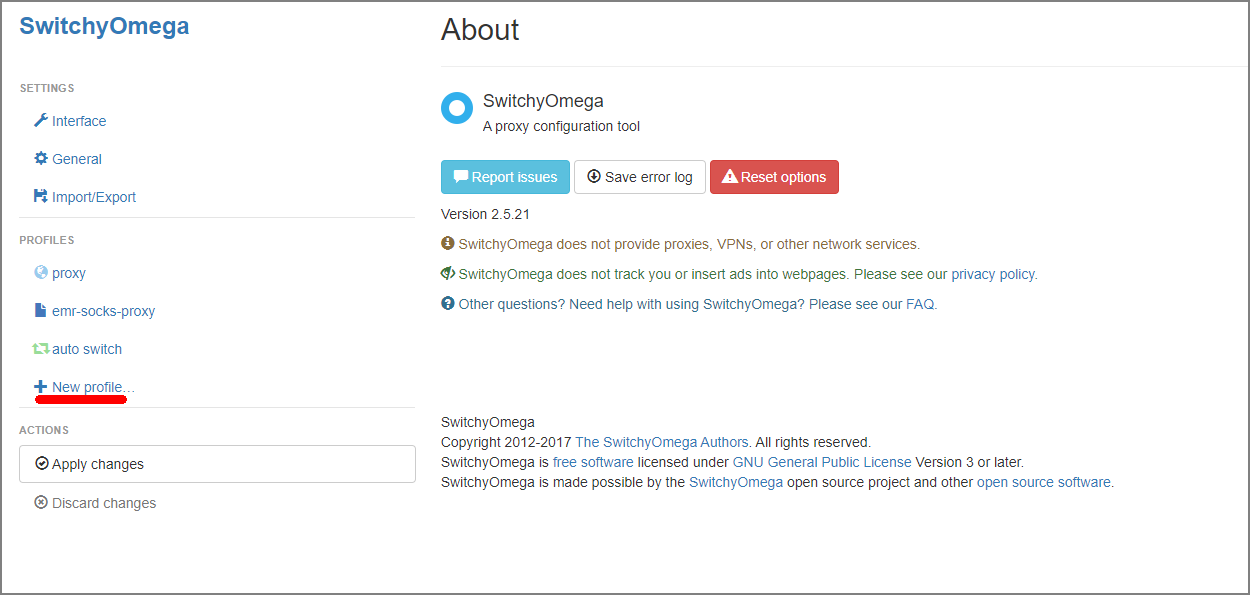 SwitchyOmega
SETTINGS
Interface
General
Import/Export
PROFILES
proxy
emr-socks-proxy
auto switch
New profile…
ACTIONS
Apply changes
Discard changes
About
SwitchyOmega
A proxy configuration tool
Report issues Save error log Reset options
Version 2.5.21
SwitchyOmega does not provide proxies, VPNs, or other network services.
SwitchyOmega does not track you or insert ads into webpages. Please see our privacy policy.
Other questions? Need help with using SwitchyOmega? Please see our FAQ.
SwitchyOmega
Copyright 2012-2017 The SwitchyOmega Authors. All rights reserved.
SwitchyOmega is free software licensed under GNU General Public License Version 3 or later.
SwitchyOmega is made possible by the SwitchyOmega open source project and other open source software.